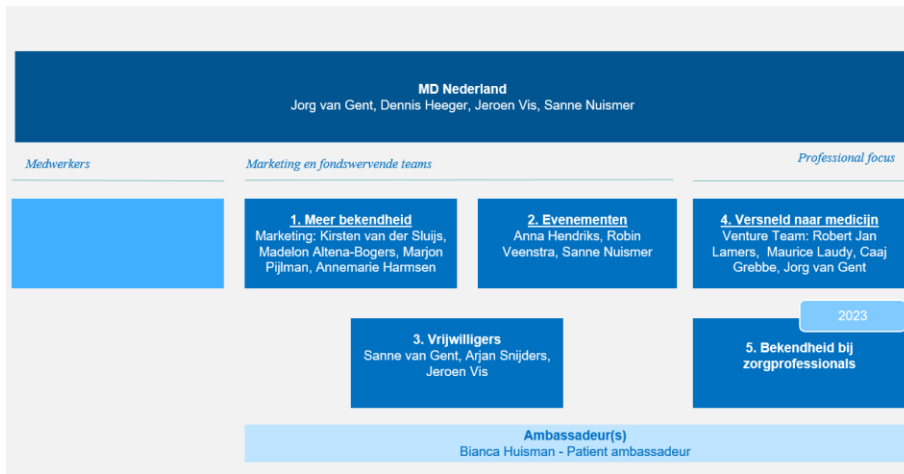 MD Nederland
Jorg van Gent, Dennis Heeger, Jeroen Vis, Sanne Nuismer
Medwerkers
Marketing en fondswervende teams
Professional focus
1. Meer bekendheid
Marketing: Kirsten van der Sluijs,
Madelon Altena-Bogers, Marjon
Pijlman, Annemarie Harmsen
2. Evenementen
Anna Hendriks, Robin
Veenstra, Sanne Nuismer
4. Versneld naar medicijn
Venture Team: Robert Jan
Lamers, Maurice Laudy, Caaj
Grebbe, Jorg van Gent
3. Vrijwilligers
Sanne van Gent, Arjan Snijders,
Jeroen Vis
2023
5. Bekendheid bij
zorgprofessionals
Ambassadeur(s)
Bianca Huisman - Patient ambassadeur